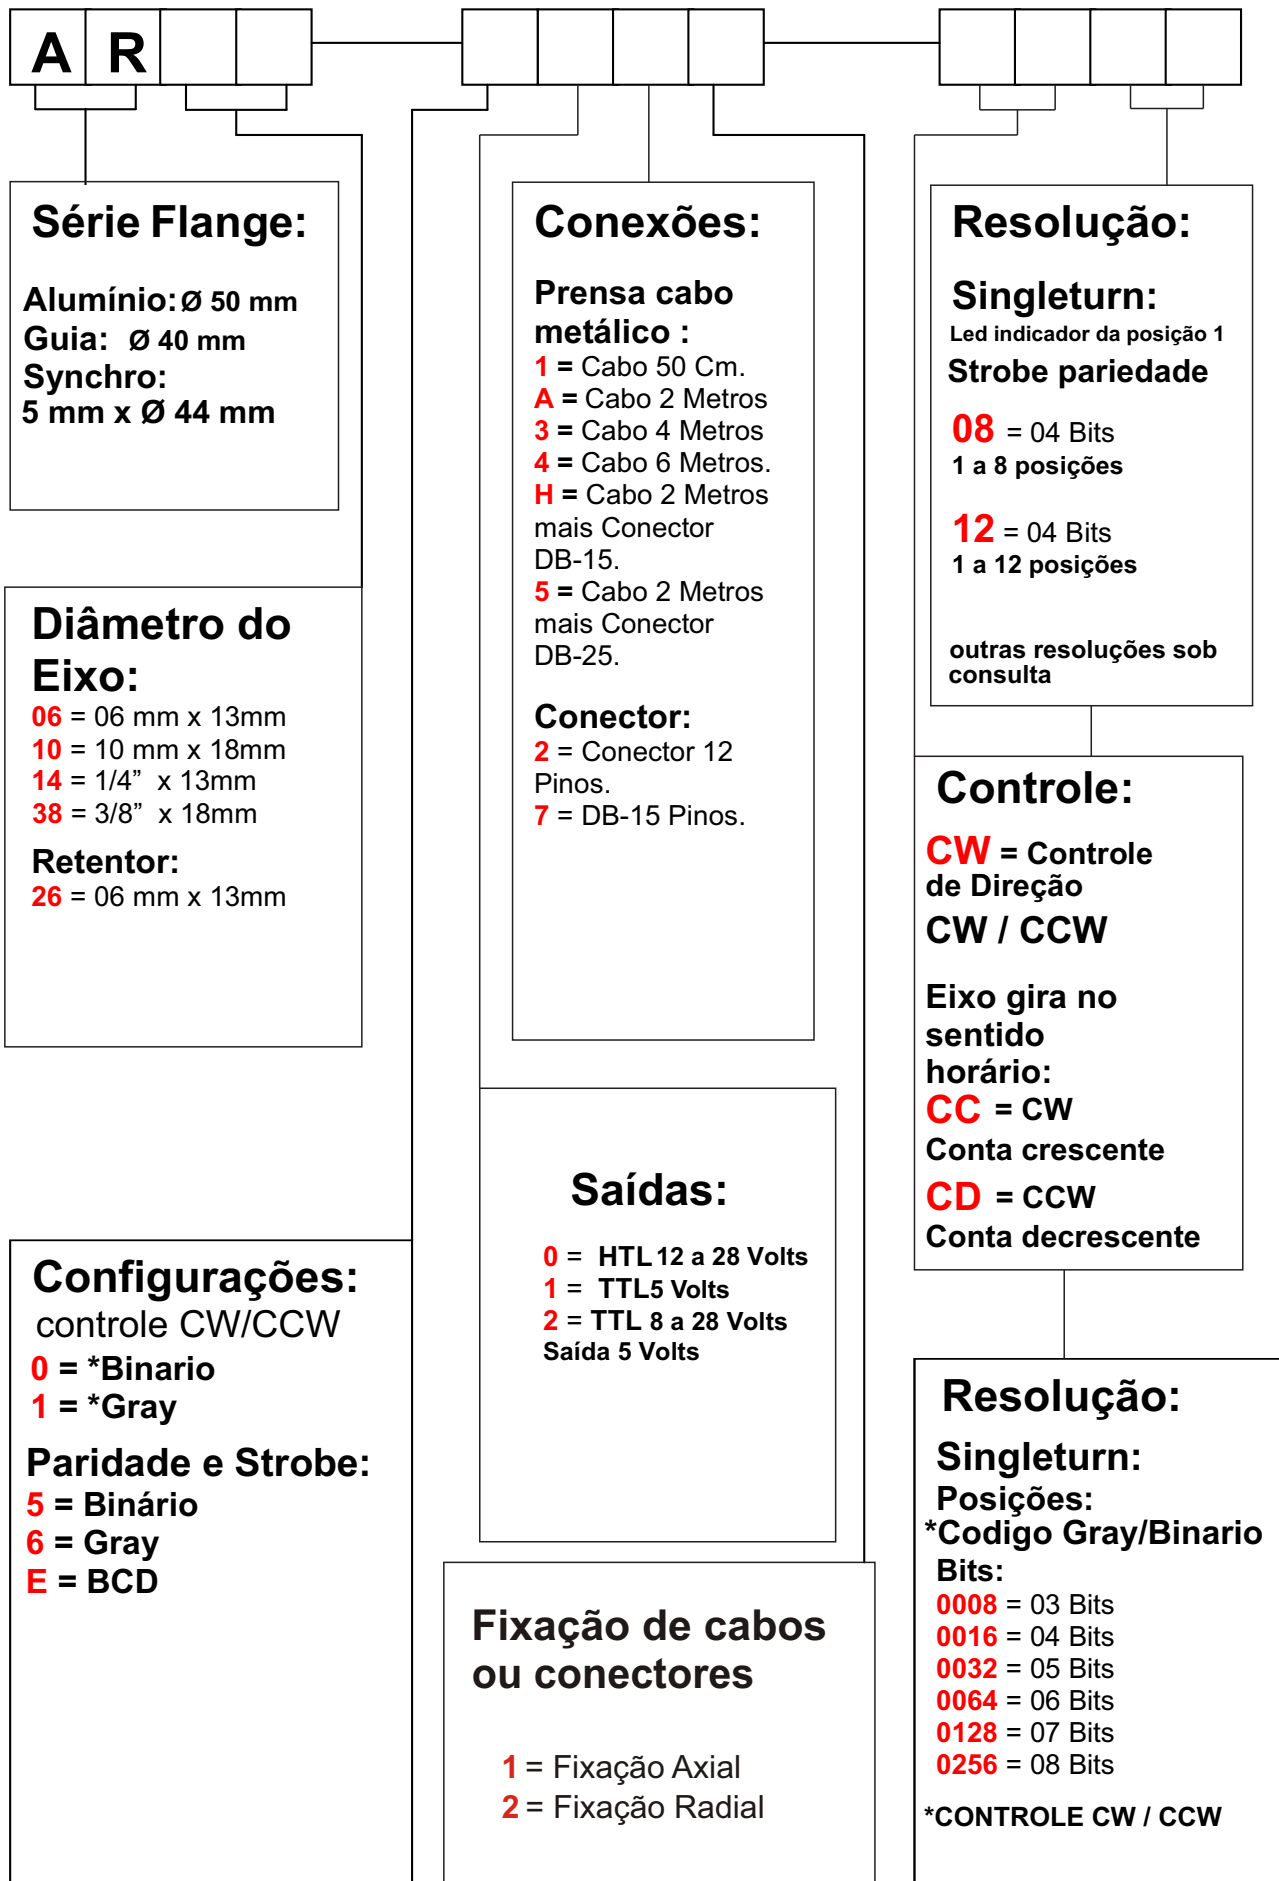 A R
Série Flange:
Alumínio: Ø 50 mm
Guia: Ø 40 mm
Synchro:
5 mm x Ø 44 mm
Diâmetro do
Eixo:
06 = 06 mm x 13mm
10 = 10 mm x 18mm
14 = 1/4” x 13mm
38 = 3/8” x 18mm
Retentor:
26 = 06 mm x 13mm
Configurações:
controle CW/CCW
0 = *Binario
1 = *Gray
Paridade e Strobe:
5 = Binário
6 = Gray
E = BCD
Conexões:
Prensa cabo
metálico :
1 = Cabo 50 Cm.
A = Cabo 2 Metros
3 = Cabo 4 Metros
4 = Cabo 6 Metros.
H = Cabo 2 Metros
mais Conector
DB-15.
5 = Cabo 2 Metros
mais Conector
DB-25.
Conector:
2 = Conector 12
Pinos.
7 = DB-15 Pinos.
Saídas:
0 = HTL 12 a 28 Volts
1 = TTL5 Volts
2 = TTL 8 a 28 Volts
Saída 5 Volts
Fixação de cabos
ou conectores
1 = Fixação Axial
2 = Fixação Radial
Resolução:
Singleturn:
Led indicador da posição 1
Strobe pariedade
08 = 04 Bits
1 a 8 posições
12 = 04 Bits
1 a 12 posições
outras resoluções sob
consulta
Controle:
CW = Controle
de Direção
CW / CCW
Eixo gira no
sentido
horário:
CC = CW
Conta crescente
CD = CCW
Conta decrescente
Resolução:
Singleturn:
Posições:
*Codigo Gray/Binario
Bits:
0008 = 03 Bits
0016 = 04 Bits
0032 = 05 Bits
0064 = 06 Bits
0128 = 07 Bits
0256 = 08 Bits
*CONTROLE CW / CCW